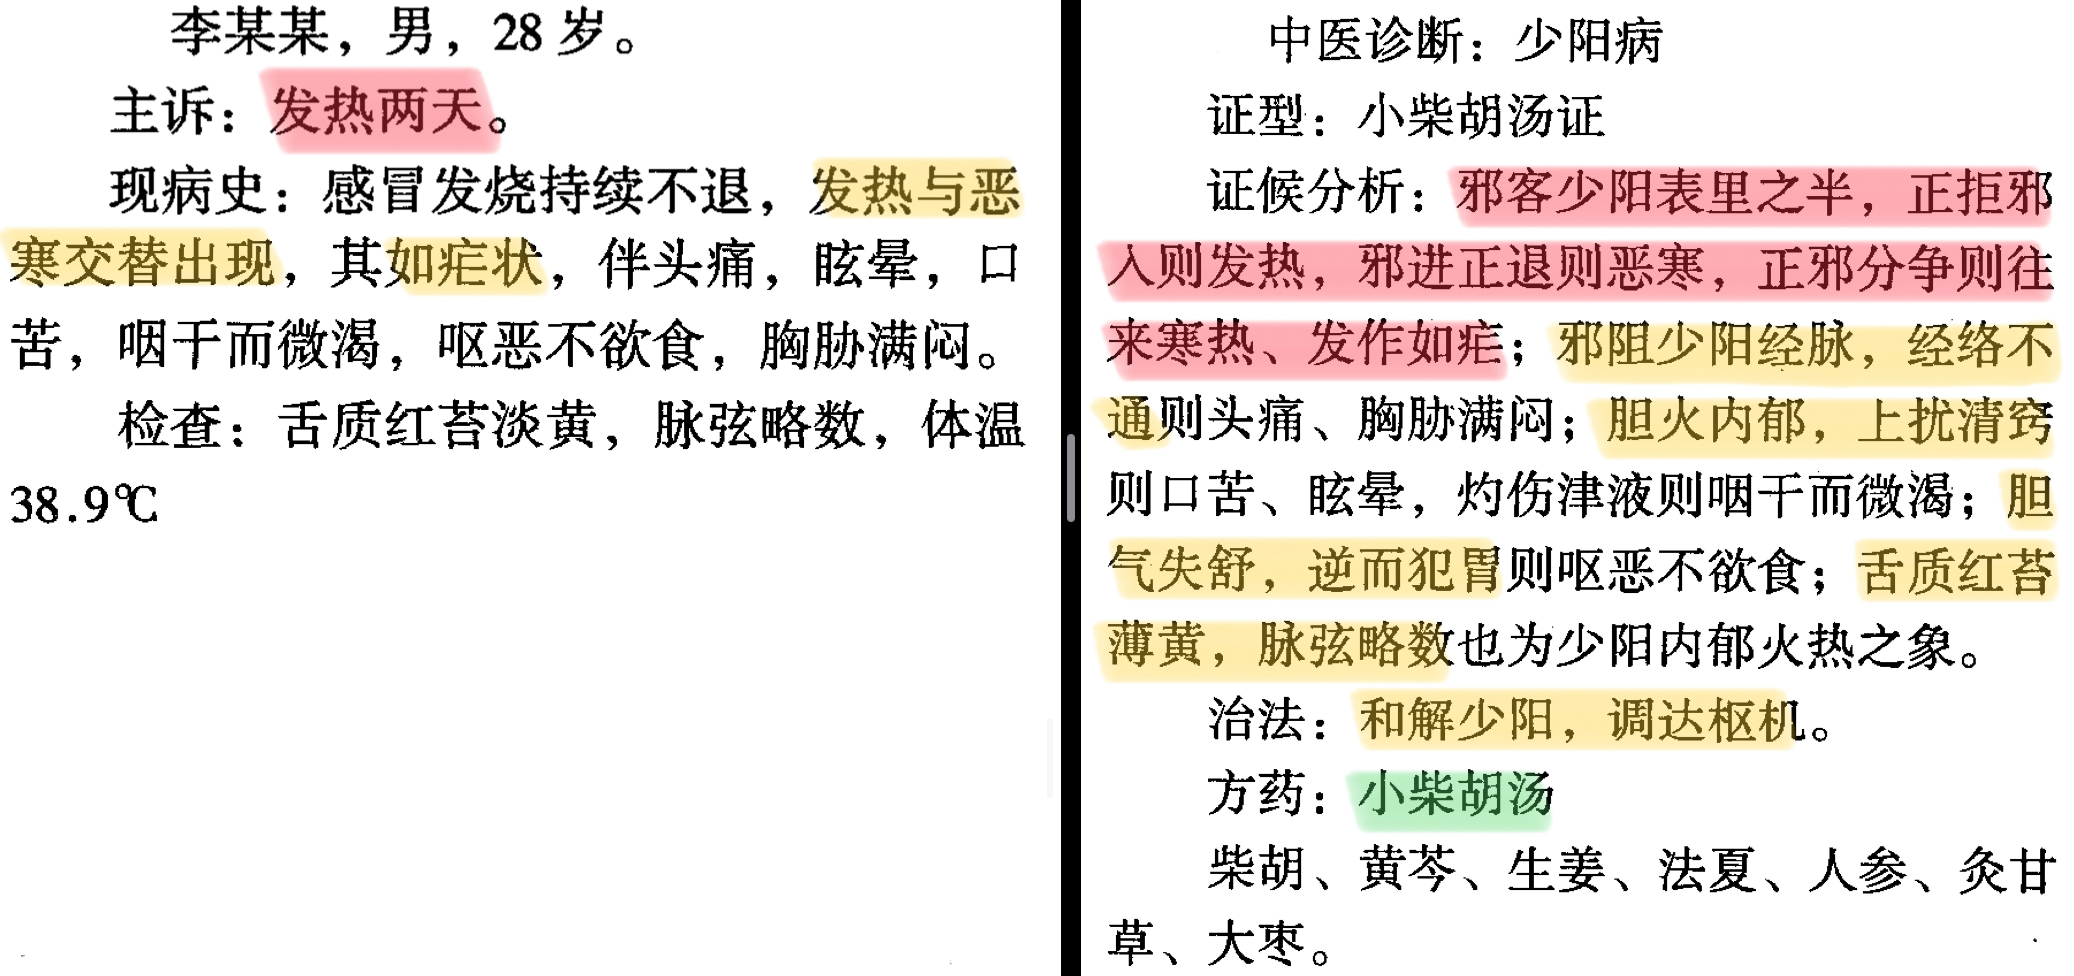 李某某，男，28岁。
主诉：发热两天。
现病史：感冒发烧持续不退，发热与恶
寒交替出现，其如疟状，伴头痛，眩晕，口
苦，咽干而微渴，呕恶不欲食，胸胁满闷。
检查：舌质红苔淡黄，脉弦略数，体温
38.9℃
中医诊断：少阳病
证型：小柴胡汤证
证候分析：邪客少阳表里之半，正拒邪
入则发热，邪进正退则恶寒，正邪分争则往
来寒热、发作如疟；邪阻少阳经脉，经络不
通则头痛、胸胁满闷；胆火内郁，上扰清窍
则口苦、眩晕，灼伤津液则咽干而微渴；胆
气失舒，逆而犯胃则呕恶不欲食；舌质红苔
薄黄，脉弦略数也为少阳内郁火热之象。
治法：和解少阳，调达枢机。
方药：小柴胡汤
柴胡、黄芩、生姜、法夏、人参、灸甘
草、大枣。